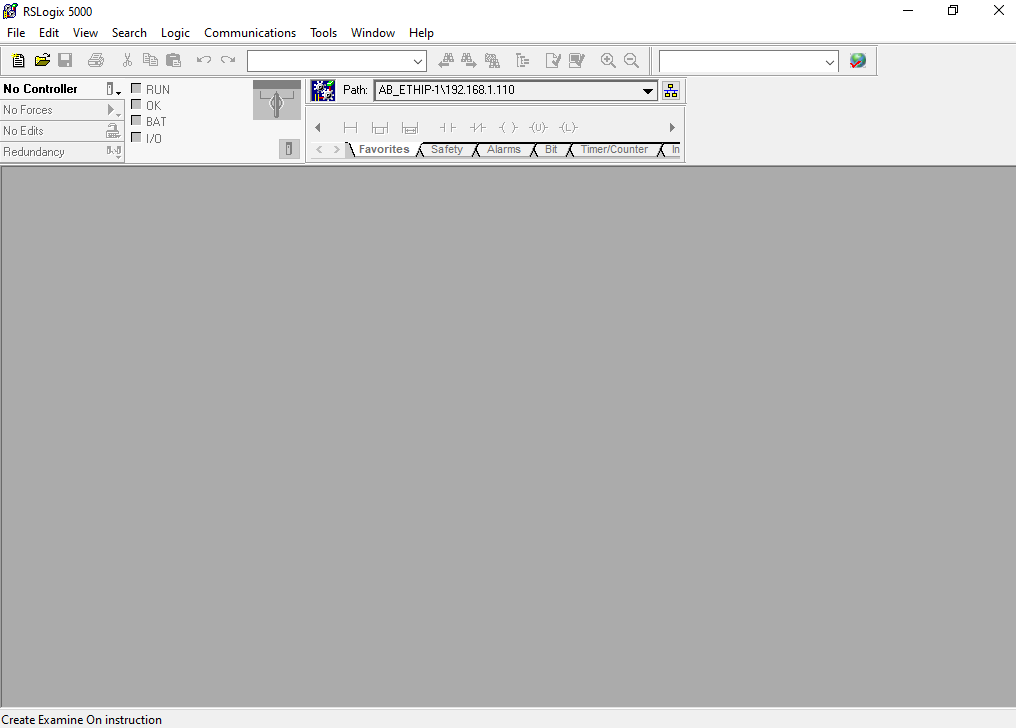 RSLogix 5000
File Edit View Search Logic Communications Tools Window Help
No Controller
No Forces
No Edits
Redundancy
RUN
OK
BAT
I/O
Path: AB_ETHIP-1\192.168.1.110
(U) (L)
Favorites Safety Alarms Bit Timer/Counter In
Create Examine On instruction